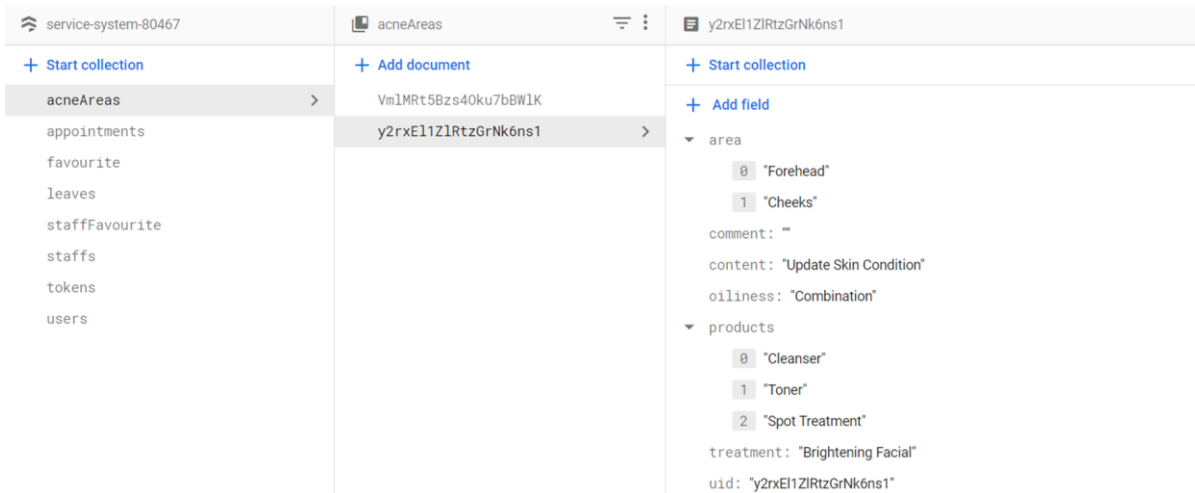 service-system-80467
Start collection
acneAreas
appointments
favourite
leaves
staffFavourite
staffs
tokens
users
acneAreas
Add document
VmlMRt5Bzs4Oku7bBWlK
y2rxEl1ZlRtzGrNk6ns1
y2rxEl1ZlRtzGrNk6ns1
Start collection
Add field
area
0 "Forehead"
1 "Cheeks"
comment: ""
content: "Update Skin Condition"
oiliness: "Combination"
products
0 "Cleanser"
1 "Toner"
2 "Spot Treatment"
treatment: "Brightening Facial"
uid: "y2rxEl1ZlRtzGrNk6ns1"